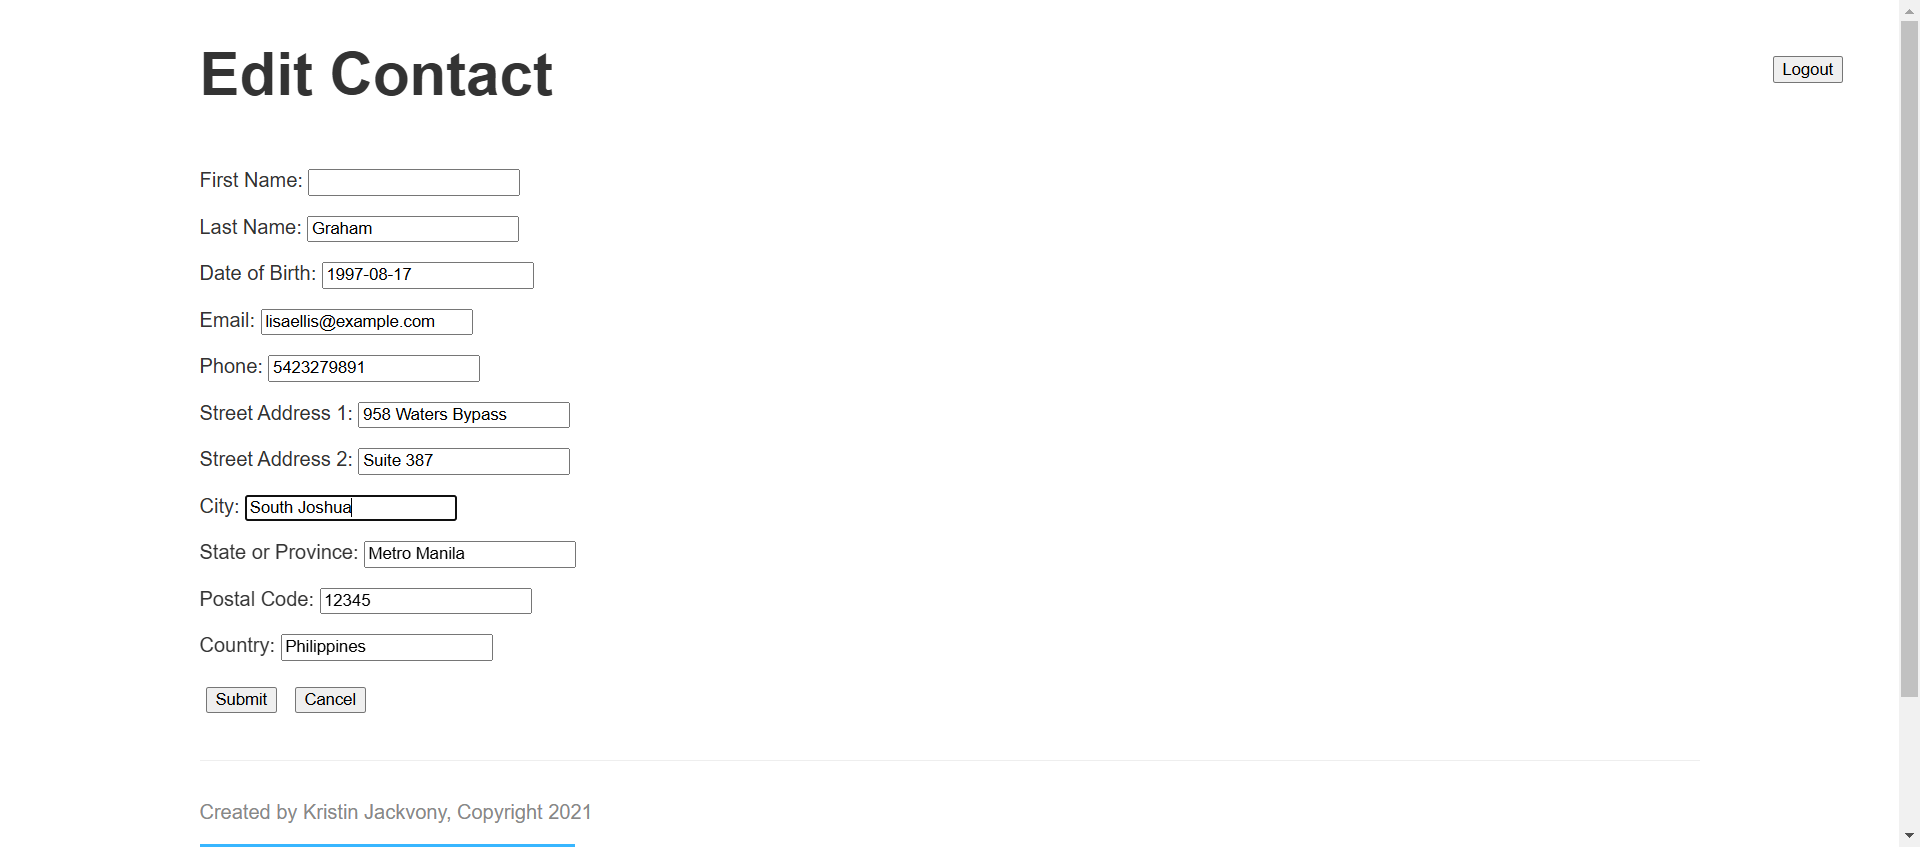 Edit Contact
Logout
First Name:
Last Name: Graham
Date of Birth: 1997-08-17
Email: lisaellis@example.com
Phone: 5423279891
Street Address 1: 958 Waters Bypass
Street Address 2: Suite 387
City: South Joshua
State or Province: Metro Manila
Postal Code: 12345
Country: Philippines
Submit Cancel
Created by Kristin Jackvony, Copyright 2021